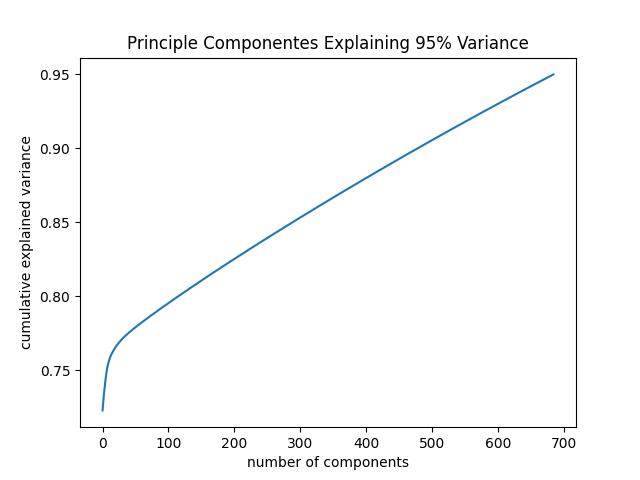 Principle Componentes Explaining 95% Variance
0.95
0.90
0.85
0.80
0.75
cumulative explained variance
0 100 200 300 400 500 600 700
number of components